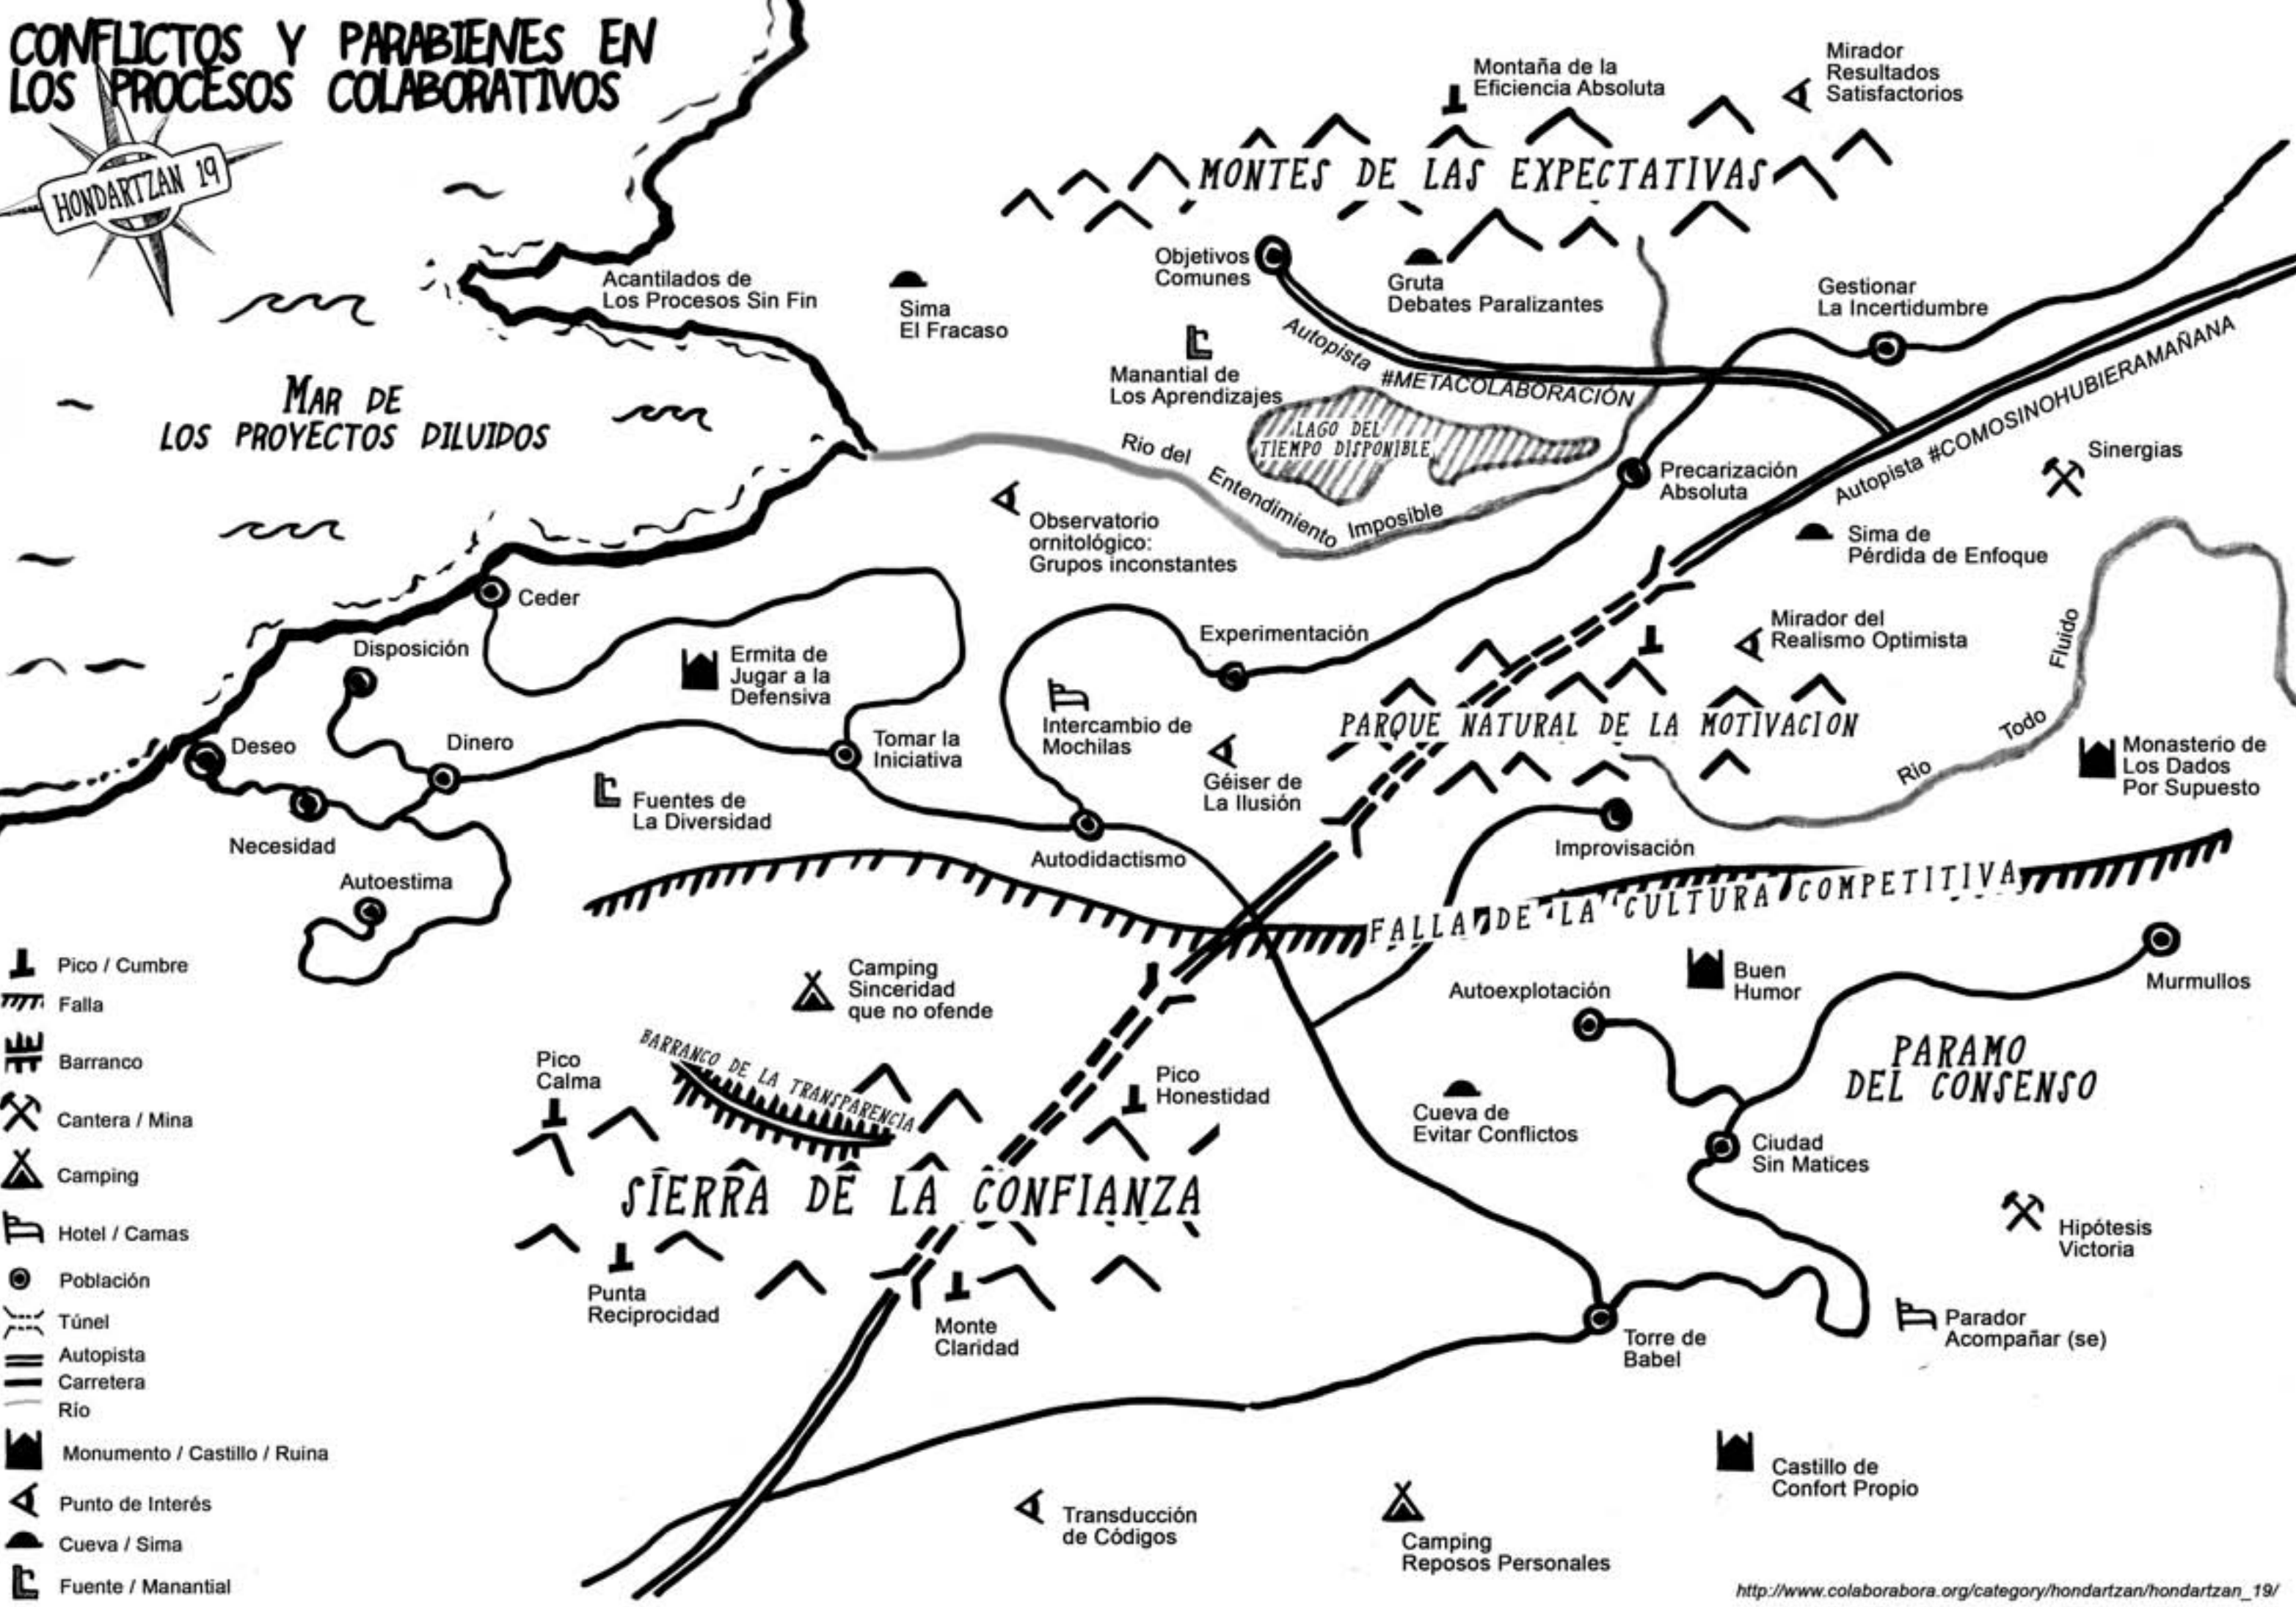 CONFLICTOS Y PARABIENES EN
LOS PROCESOS COLABORATIVOS
HONDARTZAN 19
Montaña de la
Eficiencia Absoluta
Mirador
Resultados
Satisfactorios
MONTES DE LAS EXPECTATIVAS
Acantilados de
Los Procesos Sin Fin
Sima
El Fracaso
Objetivos
Comunes
Gruta
Debates Paralizantes
Gestionar
La Incertidumbre
Autopista #METACOLABORACIÓN
Manantial de
Los Aprendizajes
MAR DE
LOS PROYECTOS DILUIDOS
LAGO DEL
TIEMPO DISPONIBLE
Rio del Entendimiento Imposible
Autopista #COMOSINOHUBIERAMAÑANA
Precarización
Absoluta
Sinergias
Observatorio
ornitológico:
Grupos inconstantes
Sima de
Pérdida de Enfoque
Ceder
Disposición
Ermita de
Jugar a la
Defensiva
Experimentación
Mirador del
Realismo Optimista
Deseo
Dinero
Tomar la
Iniciativa
Intercambio de
Mochilas
PARQUE NATURAL DE LA MOTIVACION
Géiser de
La Ilusión
Rio Todo Fluido
Monasterio de
Los Dados
Por Supuesto
Fuentes de
La Diversidad
Necesidad
Autodidactismo
Improvisación
Autoestima
FALLA DE LA CULTURA COMPETITIVA
Camping
Sinceridad
que no ofende
Autoexplotación
Buen
Humor
Murmullos
BARRANCO DE LA TRANSPARENCIA
Pico
Calma
Pico
Honestidad
PARAMO
DEL CONSENSO
Cueva de
Evitar Conflictos
Ciudad
Sin Matices
SIERRA DE LA CONFIANZA
Hipótesis
Victoria
Punta
Reciprocidad
Monte
Claridad
Torre de
Babel
Parador
Acompañar (se)
Castillo de
Confort Propio
Transducción
de Códigos
Camping
Reposos Personales
Pico / Cumbre
Falla
Barranco
Cantera / Mina
Camping
Hotel / Camas
Población
Túnel
Autopista
Carretera
Río
Monumento / Castillo / Ruina
Punto de Interés
Cueva / Sima
Fuente / Manantial
http://www.colaborabora.org/category/hondartzan/hondartzan_19/